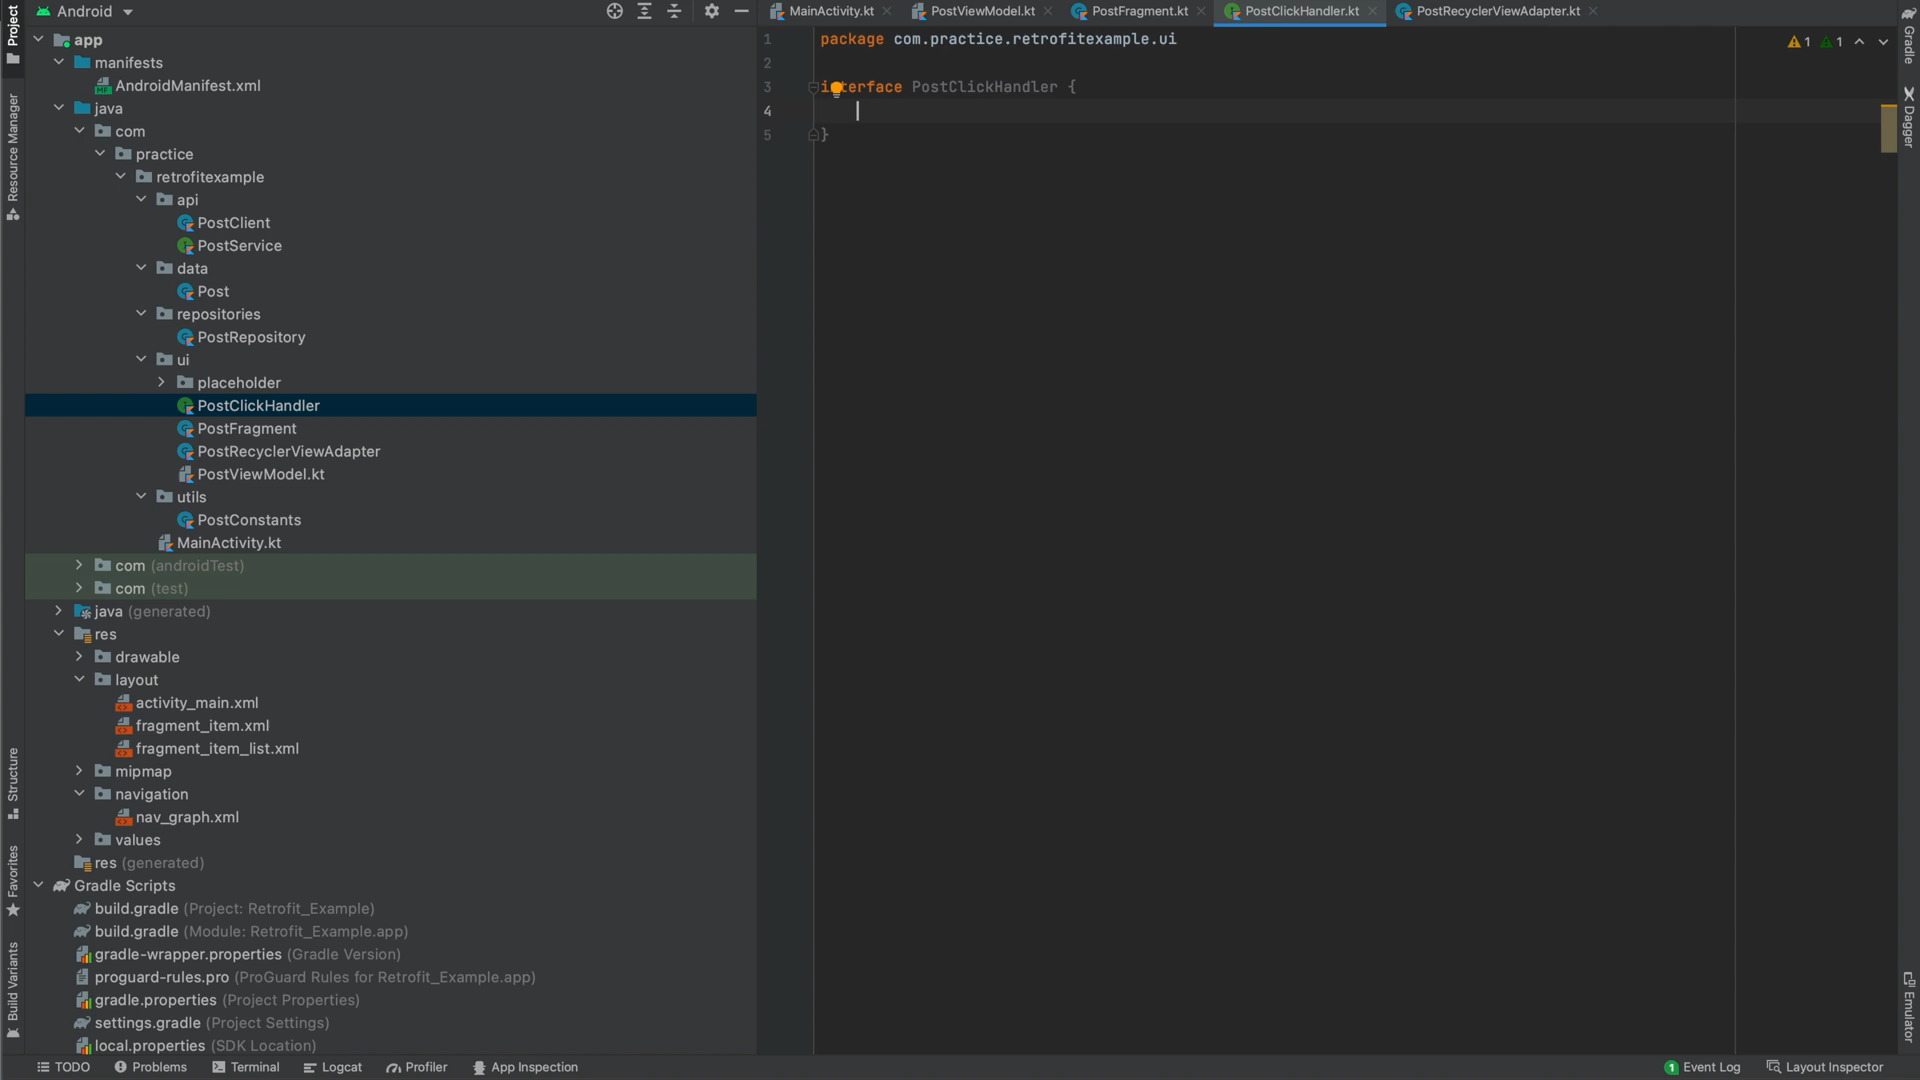 Android
MainActivity.kt
PostViewModel.kt
PostFragment.kt
PostClickHandler.kt
PostRecyclerViewAdapter.kt
Project
Resource Manager
Structure
Favorites
Build Variants
app
manifests
AndroidManifest.xml
java
com
practice
retrofitexample
api
PostClient
PostService
data
Post
repositories
PostRepository
ui
placeholder
PostClickHandler
PostFragment
PostRecyclerViewAdapter
PostViewModel.kt
utils
PostConstants
MainActivity.kt
com (androidTest)
com (test)
java (generated)
res
drawable
layout
activity_main.xml
fragment_item.xml
fragment_item_list.xml
mipmap
navigation
nav_graph.xml
values
res (generated)
Gradle Scripts
build.gradle (Project: Retrofit_Example)
build.gradle (Module: Retrofit_Example.app)
gradle-wrapper.properties (Gradle Version)
proguard-rules.pro (ProGuard Rules for Retrofit_Example.app)
gradle.properties (Project Properties)
settings.gradle (Project Settings)
local.properties (SDK Location)
1 package com.practice.retrofitexample.ui
2
3 interface PostClickHandler {
4
5 }
1 1
Gradle
Dagger
Emulator
TODO
Problems
Terminal
Logcat
Profiler
App Inspection
1 Event Log
Layout Inspector